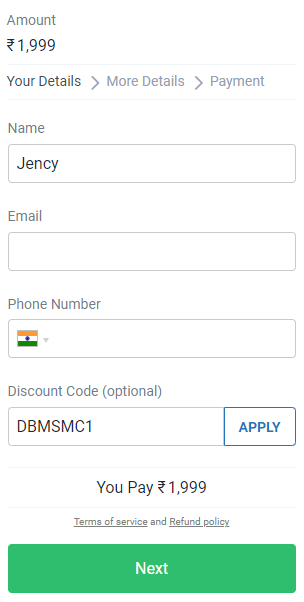 Amount
₹1,999
Your Details > More Details > Payment
Name
Jency
Email
Phone Number
Discount Code (optional)
DBMSMC1 APPLY
You Pay ₹1,999
Terms of service and Refund policy
Next